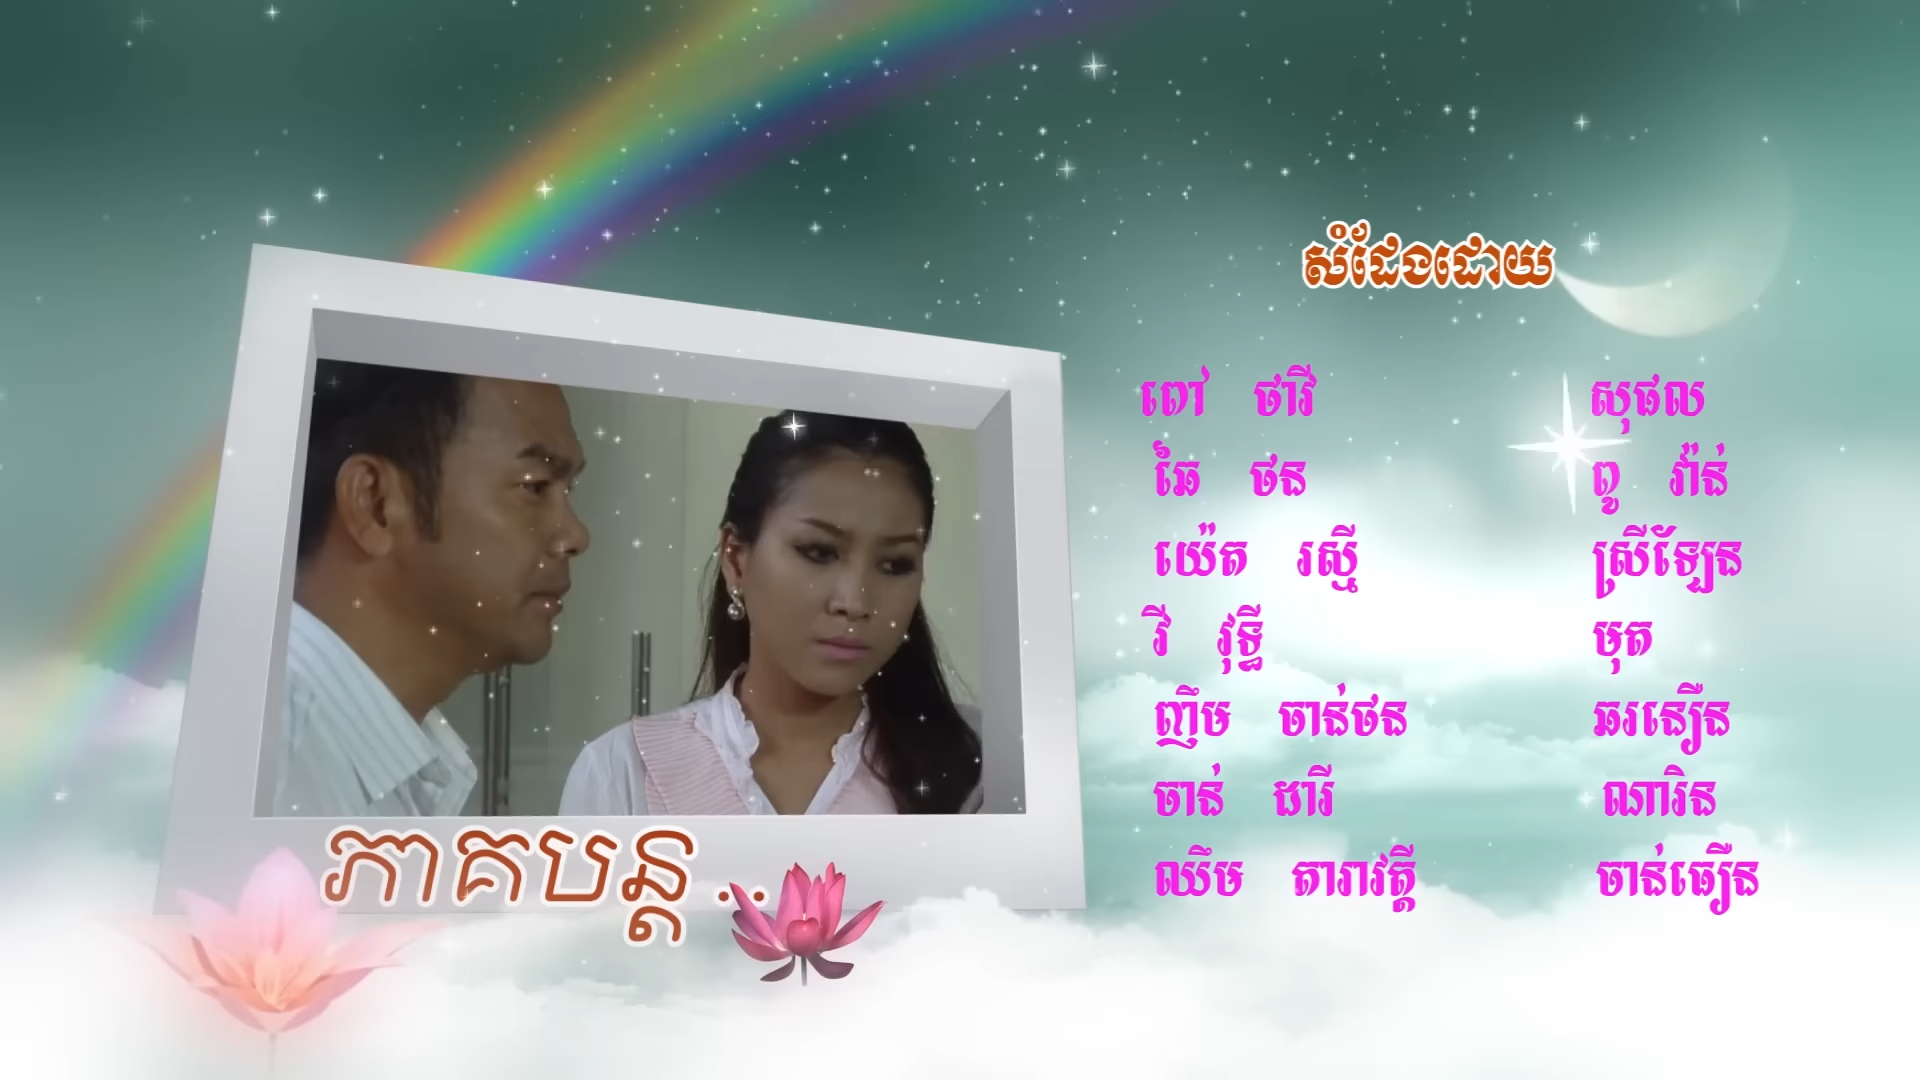 សំដែងដោយ
ពៅ ថាវី សុផល
ឆៃ ថន ពូ វ៉ាន់
យ៉េត រស្មី ស្រីឡែន
រី វុទ្ធី មុត
ញឹម ចាន់ថន ឆរនឿន
ចាន់ ដារី ណារិន
ឈឹម តារាវត្តី ចាន់ធឿន
ភាគបន្ត ..